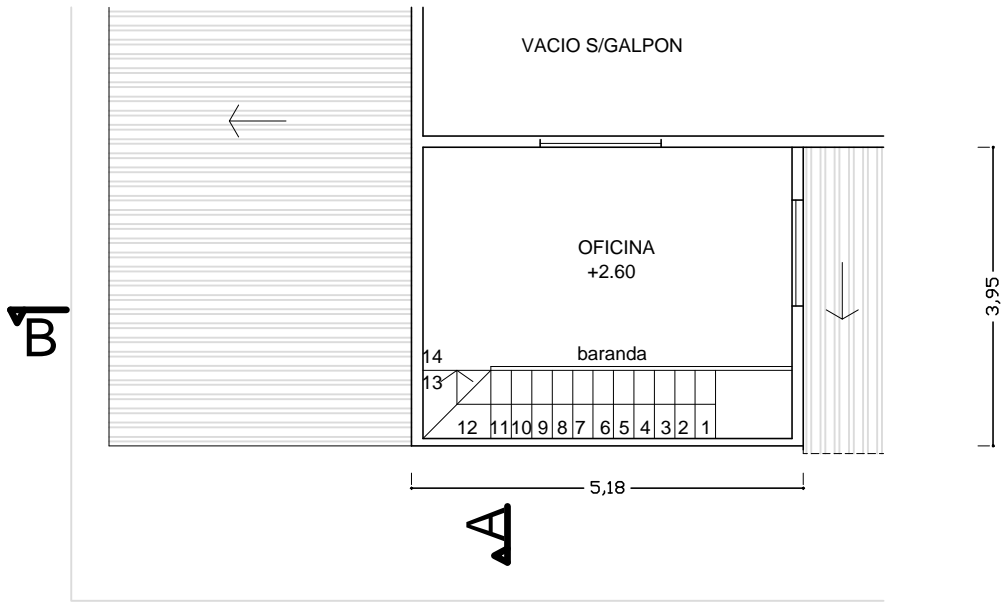 VACIO S/GALPON
OFICINA
+2.60
3,95
B
baranda
14
13
12 11 10 9 8 7 6 5 4 3 2 1
5,18
A